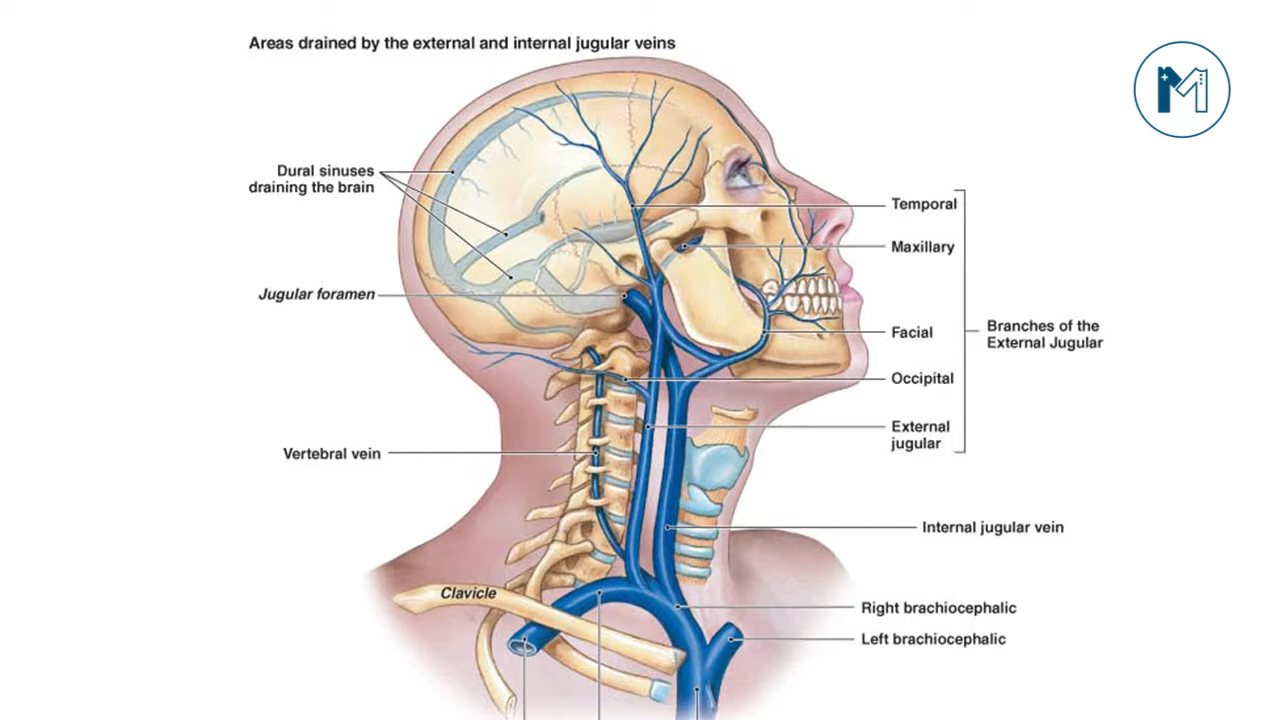 Areas drained by the external and internal jugular veins
M
Dural sinuses
draining the brain
Jugular foramen
Vertebral vein
Clavicle
Temporal
Maxillary
Facial
Occipital
External
jugular
Branches of the
External Jugular
Internal jugular vein
Right brachiocephalic
Left brachiocephalic